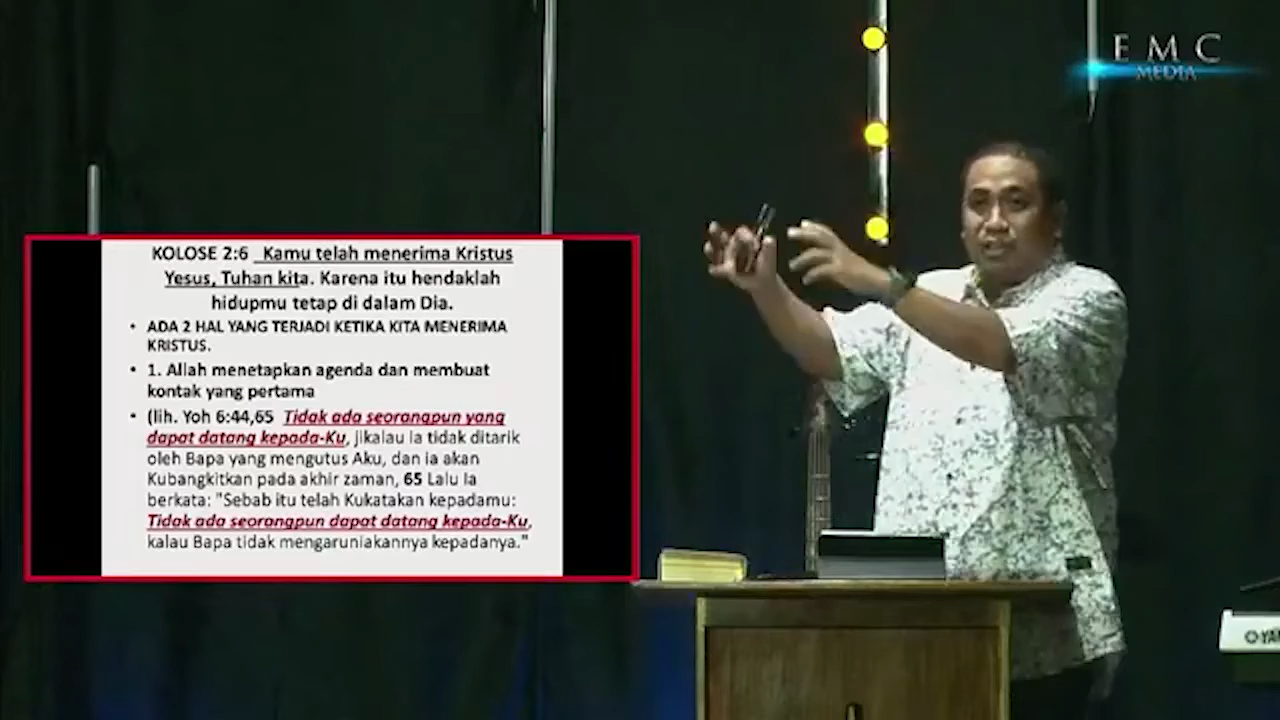 E M C
MEDIA
KOLOSE 2:6 Kamu telah menerima Kristus
Yesus, Tuhan kita. Karena itu hendaklah
hidupmu tetap di dalam Dia.
• ADA 2 HAL YANG TERJADI KETIKA KITA MENERIMA
KRISTUS.
• 1. Allah menetapkan agenda dan membuat
kontak yang pertama
• (lih. Yoh 6:44,65 Tidak ada seorangpun yang
dapat datang kepada-Ku, jikalau Ia tidak ditarik
oleh Bapa yang mengutus Aku, dan ia akan
Kubangkitkan pada akhir zaman, 65 Lalu Ia
berkata: "Sebab itu telah Kukatakan kepadamu:
Tidak ada seorangpun dapat datang kepada-Ku,
kalau Bapa tidak mengaruniakannya kepadanya."